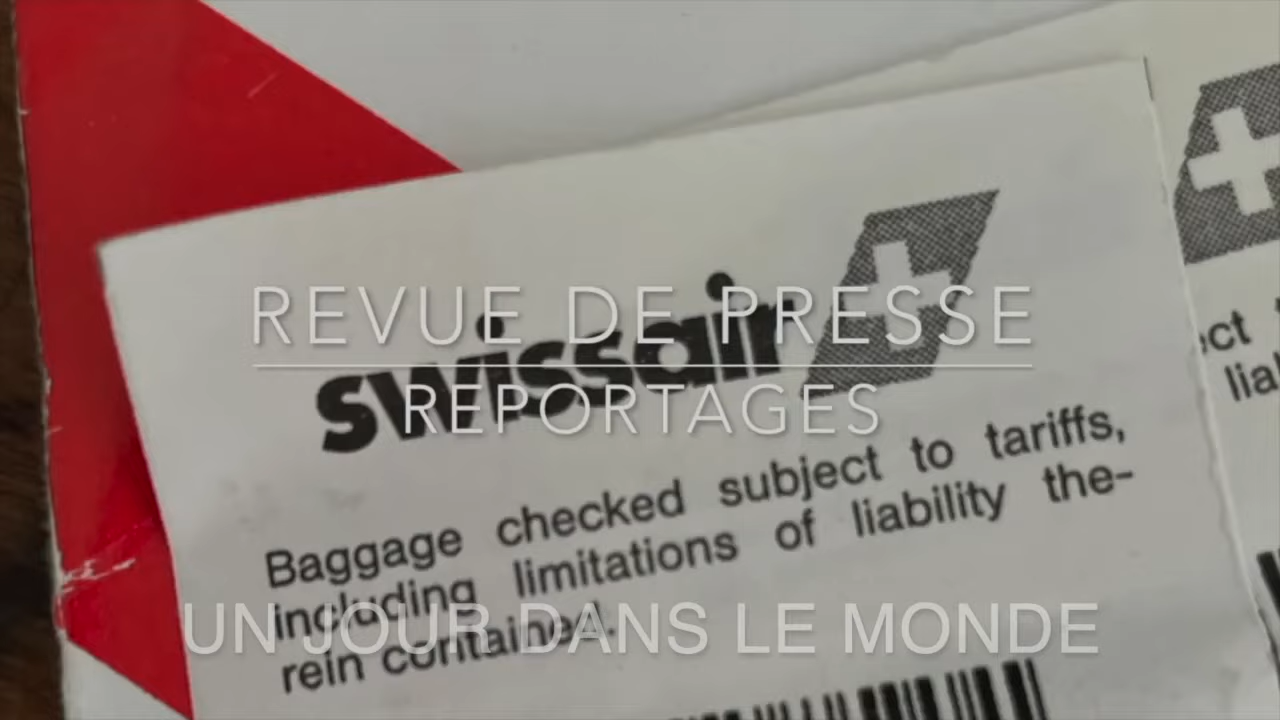 REVUE DE PRESSE
swissair
REPORTAGES
Baggage checked subject to tariffs,
including limitations of liability the-
rein contained.
UN JOUR DANS LE MONDE
ct
lia